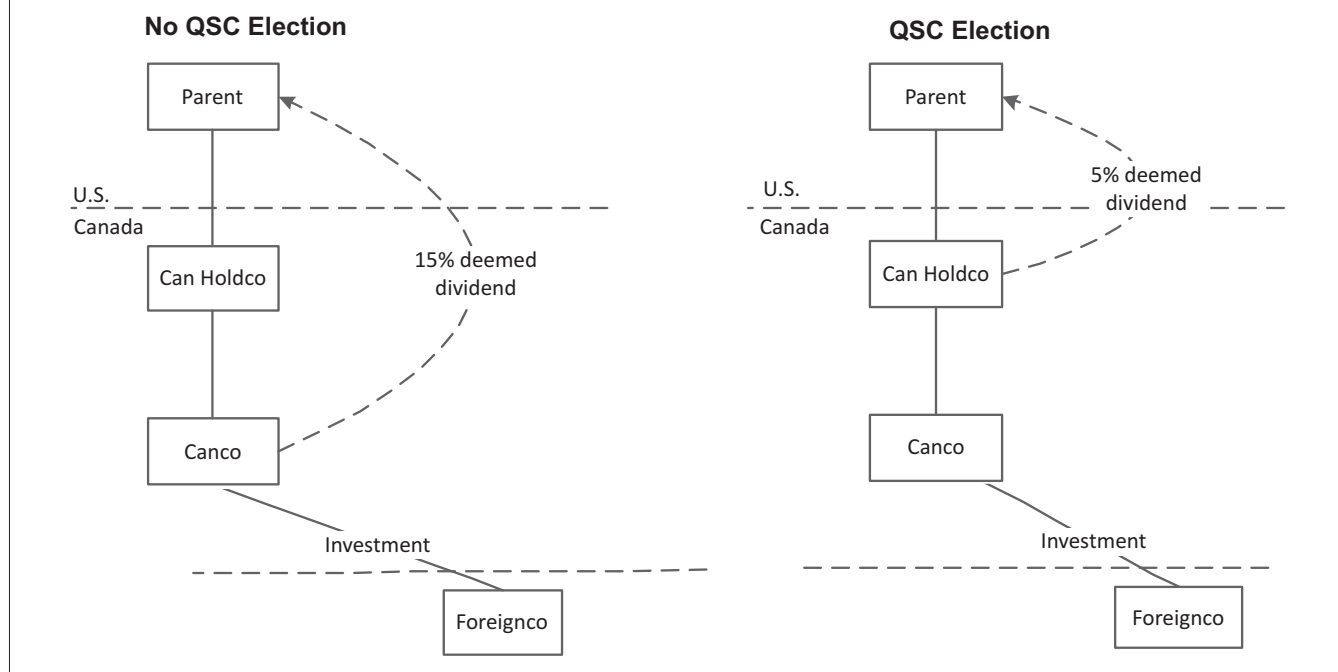 No QSC Election
Parent
U.S.
Canada
Can Holdco
15% deemed
dividend
Canco
Investment
Foreignco
QSC Election
Parent
5% deemed
dividend
U.S.
Canada
Can Holdco
Canco
Investment
Foreignco